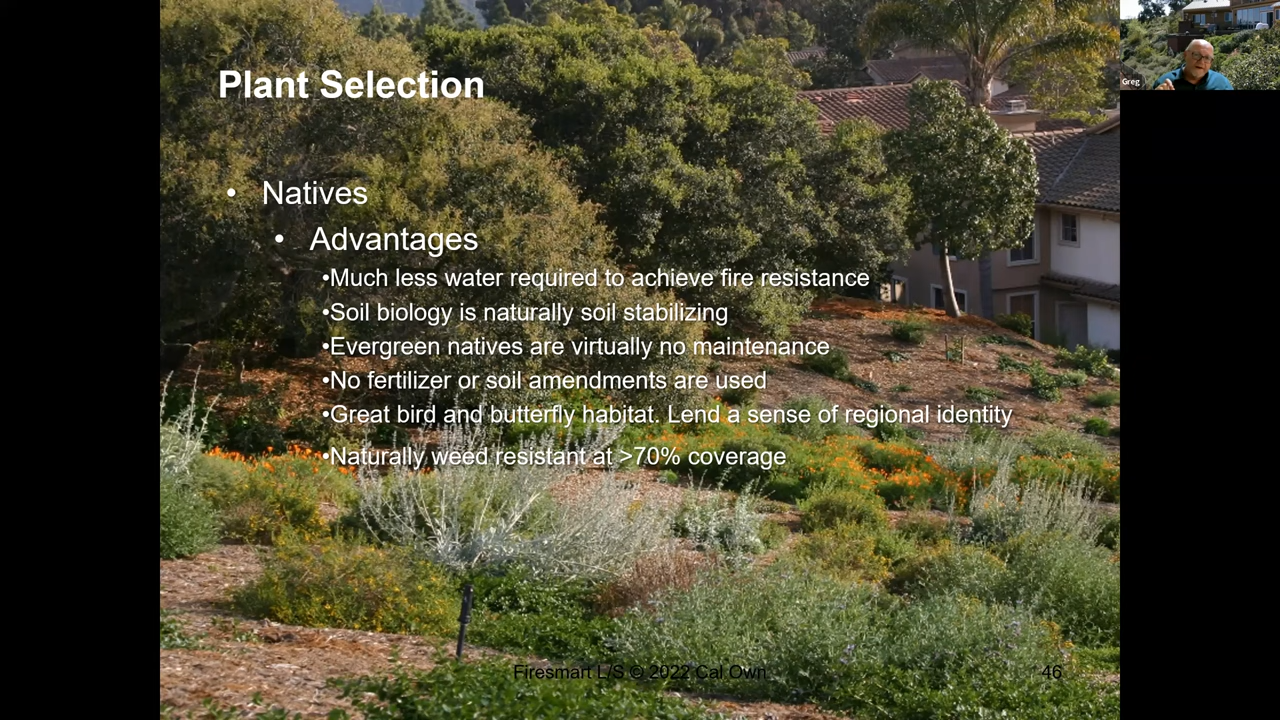 Plant Selection
Greg
• Natives
• Advantages
•Much less water required to achieve fire resistance
•Soil biology is naturally soil stabilizing
•Evergreen natives are virtually no maintenance
•No fertilizer or soil amendments are used
•Great bird and butterfly habitat. Lend a sense of regional identity
•Naturally weed resistant at >70% coverage
Firesmart L/S © 2022 Cal Own
46